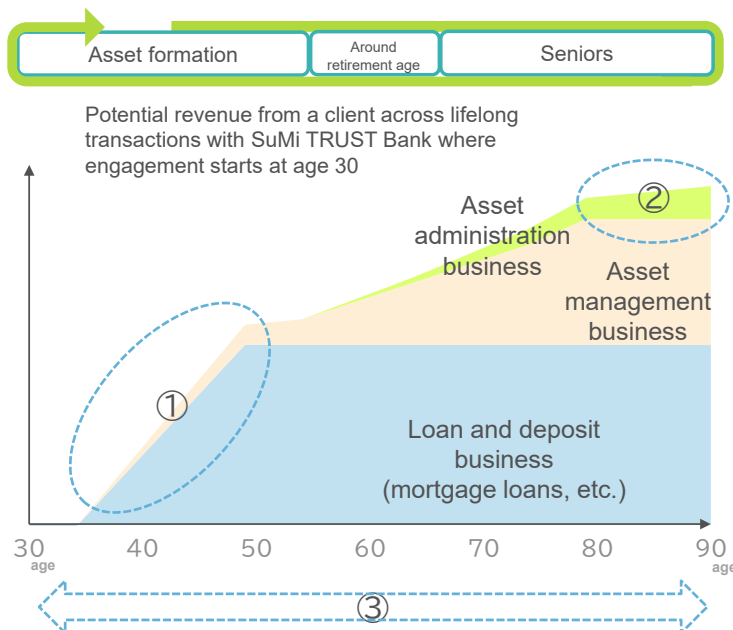 Asset formation
Around
retirement age
Seniors
Potential revenue from a client across lifelong
transactions with SuMi TRUST Bank where
engagement starts at age 30
②
Asset
administration
business
Asset
management
business
①
Loan and deposit
business
(mortgage loans, etc.)
30 40 50 60 70 80 90
age age
③